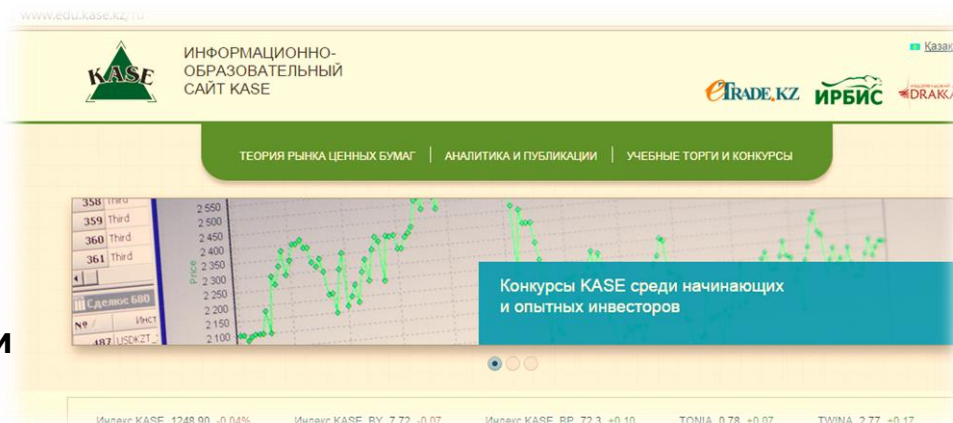 www.edu.kase.kz/ru
KASE
ИНФОРМАЦИОННО-
ОБРАЗОВАТЕЛЬНЫЙ
САЙТ KASE
eTRADE.KZ ИРБИС
ТЕОРИЯ РЫНКА ЦЕННЫХ БУМАГ | АНАЛИТИКА И ПУБЛИКАЦИИ | УЧЕБНЫЕ ТОРГИ И КОНКУРСЫ
358 Third
359 Third
360 Third
361 Third
Сделок 680
№ / Инст
487 USDKZT_
Price
2 550
2 500
2 450
2 400
2 350
2 300
2 250
2 200
2 150
2 100
Конкурсы KASE среди начинающих
и опытных инвесторов
и
Индекс KASE 1248,90 -0,04% Индекс KASE_BY 7,72 -0,07 Индекс KASE_BP 72,3 +0,10 TONIA 0,78 +0,07 TWINA 2,77 +0,17